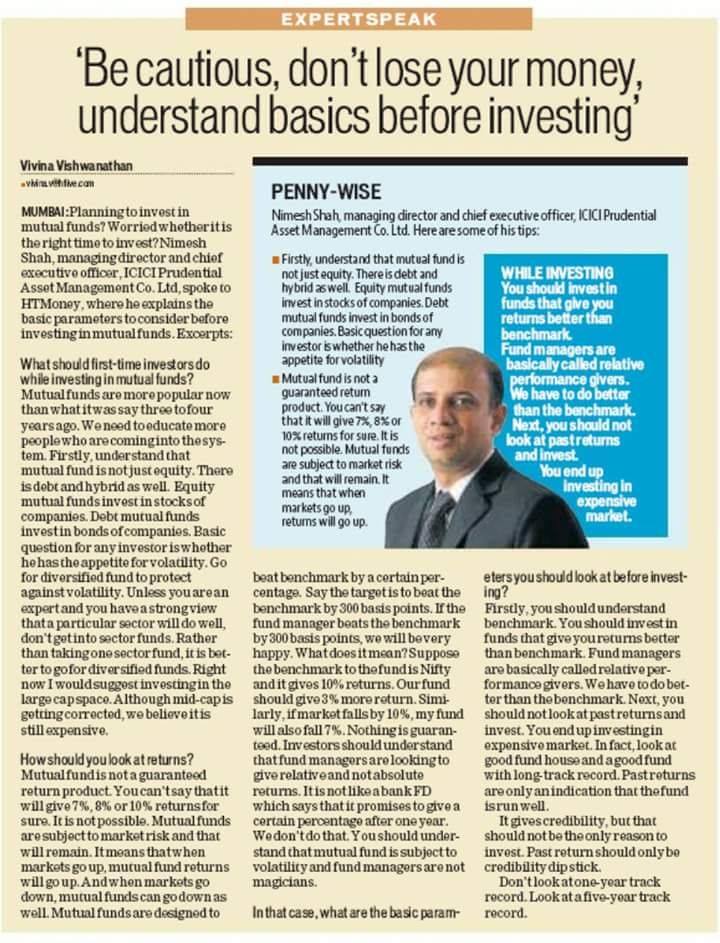 EXPERTSPEAK
‘Be cautious, don’t lose your money,
understand basics before investing’
Vivina Vishwanathan
MUMBAI: Planning to invest in
mutual funds? Worried whether it is
the right time to invest? Nimesh
Shah, managing director and chief
executive officer, ICICI Prudential
Asset Management Co. Ltd, spoke to
HTMoney, where he explains the
basic parameters to consider before
investing in mutual funds. Excerpts:
What should first-time investors do
while investing in mutual funds?
Mutual funds are more popular now
than what it was say three to four
years ago. We need to educate more
people who are coming into the sys-
tem. Firstly, understand that
mutual fund is not just equity. There
is debt and hybrid as well. Equity
mutual funds invest in stocks of
companies. Debt mutual funds
invest in bonds of companies. Basic
question for any investor is whether
he has the appetite for volatility. Go
for diversified fund to protect
against volatility. Unless you are an
expert and you have a strong view
that a particular sector will do well,
don’t get into sector funds. Rather
than taking one sector fund, it is bet-
ter to go for diversified funds. Right
now I would suggest investing in the
large cap space. Although mid-cap is
getting corrected, we believe it is
still expensive.
How should you look at returns?
Mutual fund is not a guaranteed
return product. You can’t say that it
will give 7%, 8% or 10% returns for
sure. It is not possible. Mutual funds
are subject to market risk and that
will remain. It means that when
markets go up, mutual fund returns
will go up. And when markets go
down, mutual funds can go down as
well. Mutual funds are designed to
PENNY-WISE
Nimesh Shah, managing director and chief executive officer, ICICI Prudential
Asset Management Co. Ltd. Here are some of his tips:
Firstly, understand that mutual fund is
not just equity. There is debt and
hybrid as well. Equity mutual funds
invest in stocks of companies. Debt
mutual funds invest in bonds of
companies. Basic question for any
investor is whether he has the
appetite for volatility
Mutual fund is not a
guaranteed return
product. You can’t say
that it will give 7%, 8% or
10% returns for sure. It is
not possible. Mutual funds
are subject to market risk
and that will remain. It
means that when
markets go up,
returns will go up.
WHILE INVESTING
You should invest in
funds that give you
returns better than
benchmark.
Fund managers are
basically called relative
performance givers.
We have to do better
than the benchmark.
Next, you should not
look at past returns
and invest.
You end up
investing in
expensive
market.
beat benchmark by a certain per-
centage. Say the target is to beat the
benchmark by 300 basis points. If the
fund manager beats the benchmark
by 300 basis points, we will be very
happy. What does it mean? Suppose
the benchmark to the fund is Nifty
and it gives 10% returns. Our fund
should give 3% more return. Simi-
larly, if market falls by 10%, my fund
will also fall 7%. Nothing is guaran-
teed. Investors should understand
that fund managers are looking to
give relative and not absolute
returns. It is not like a bank FD
which says that it promises to give a
certain percentage after one year.
We don’t do that. You should under-
stand that mutual fund is subject to
volatility and fund managers are not
magicians.
In that case, what are the basic param-
eters you should look at before invest-
ing?
Firstly, you should understand
benchmark. You should invest in
funds that give you returns better
than benchmark. Fund managers
are basically called relative per-
formance givers. We have to do bet-
ter than the benchmark. Next, you
should not look at past returns and
invest. You end up investing in
expensive market. In fact, look at
good fund house and a good fund
with long-track record. Past returns
are only an indication that the fund
is run well.
It gives credibility, but that
should not be the only reason to
invest. Past return should only be
credibility dip stick.
Don’t look at one-year track
record. Look at a five-year track
record.